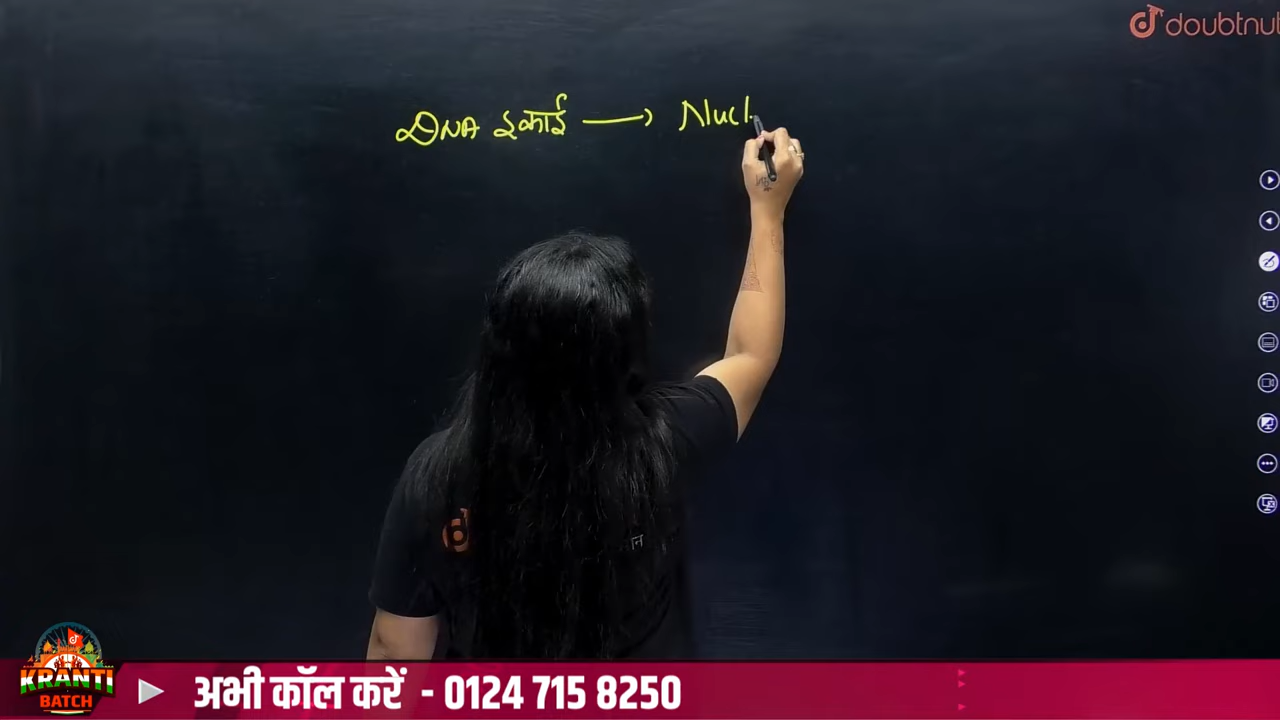 doubtnut
DNA इकाई → Nucl
KRANTI
BATCH
अभी कॉल करें - 0124 715 8250